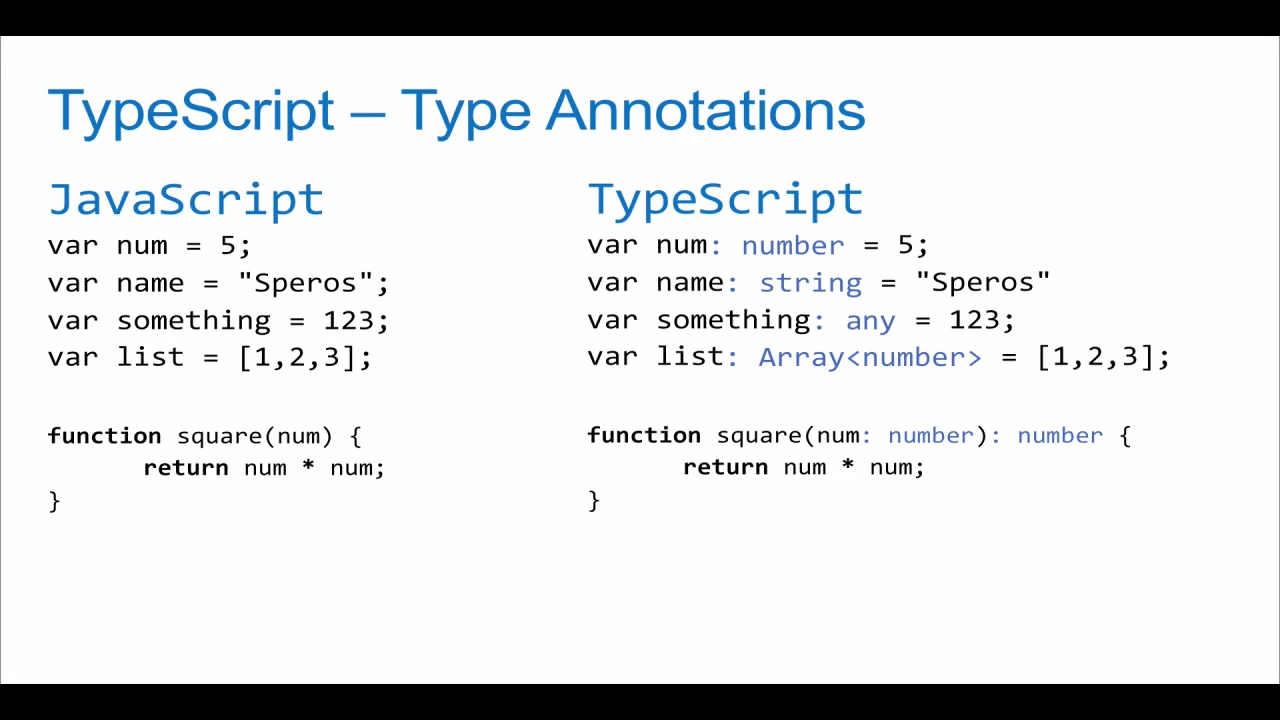 TypeScript – Type Annotations
JavaScript
var num = 5;
var name = "Speros";
var something = 123;
var list = [1,2,3];
function square(num) {
return num * num;
}
TypeScript
var num: number = 5;
var name: string = "Speros"
var something: any = 123;
var list: Array<number> = [1,2,3];
function square(num: number): number {
return num * num;
}